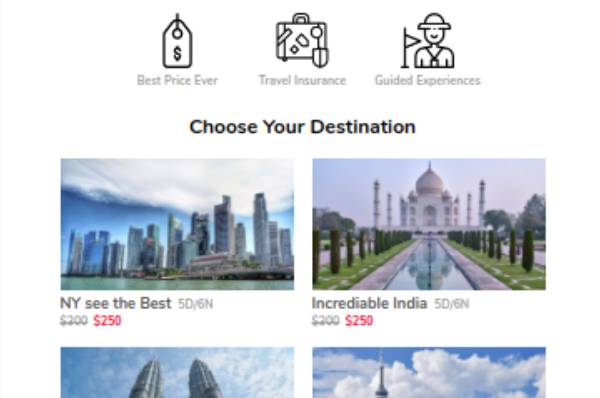 $
Best Price Ever Travel Insurance Guided Experiences
Choose Your Destination
NY see the Best 5D/6N Incrediable India 5D/6N
$300 $250 $300 $250